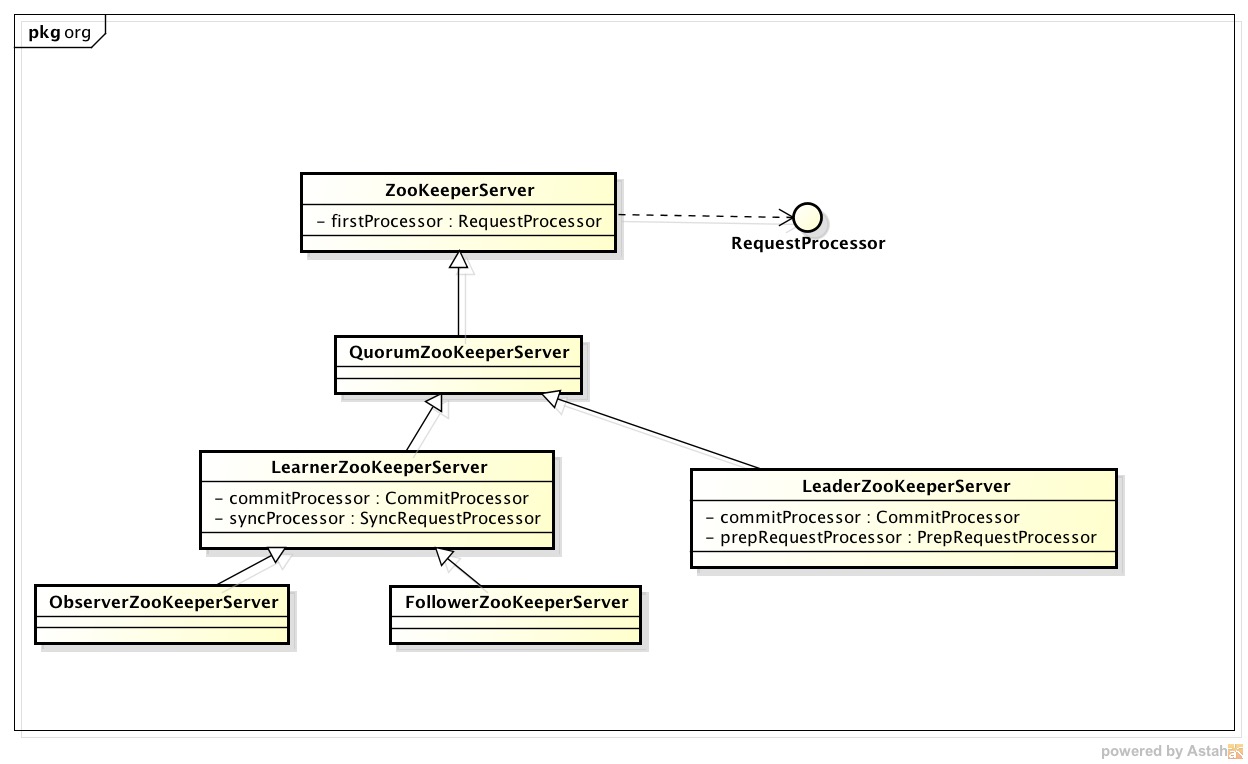 pkg org
ZooKeeperServer
– firstProcessor : RequestProcessor
RequestProcessor
QuorumZooKeeperServer
LearnerZooKeeperServer
– commitProcessor : CommitProcessor
– syncProcessor : SyncRequestProcessor
LeaderZooKeeperServer
– commitProcessor : CommitProcessor
– prepRequestProcessor : PrepRequestProcessor
ObserverZooKeeperServer
FollowerZooKeeperServer
powered by Astah